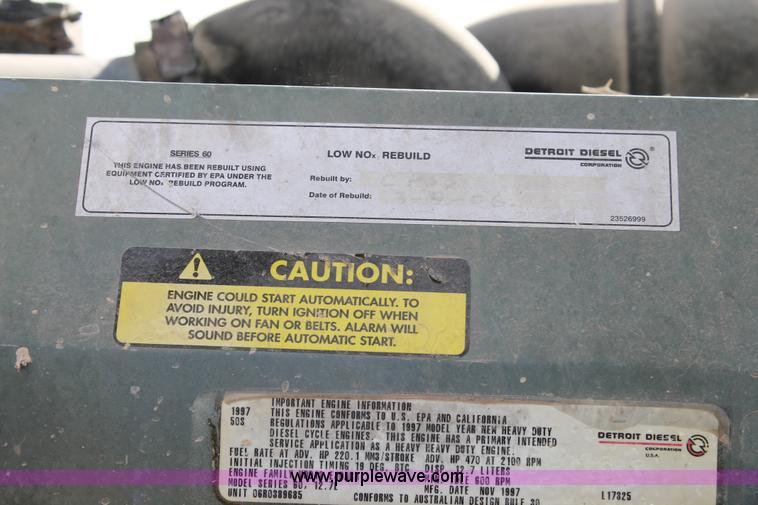 SERIES 60
THIS ENGINE HAS BEEN REBUILT USING
EQUIPMENT CERTIFIED BY EPA UNDER THE
LOW NOx REBUILD PROGRAM.
LOW NOx REBUILD
Rebuilt by:
Date of Rebuild:
DETROIT DIESEL
CORPORATION
®
23526999
CAUTION:
ENGINE COULD START AUTOMATICALLY. TO
AVOID INJURY, TURN IGNITION OFF WHEN
WORKING ON FAN OR BELTS. ALARM WILL
SOUND BEFORE AUTOMATIC START.
1997
50S
IMPORTANT ENGINE INFORMATION
THIS ENGINE CONFORMS TO U.S. EPA AND CALIFORNIA
REGULATIONS APPLICABLE TO 1997 MODEL YEAR NEW HEAVY DUTY
DIESEL CYCLE ENGINES. THIS ENGINE HAS A PRIMARY INTENDED
SERVICE APPLICATION AS A HEAVY HEAVY DUTY ENGINE.
FUEL RATE AT ADV. HP 220.1 MM3/STROKE ADV. HP 470 AT 2100 RPM
INITIAL INJECTION TIMING 19 DEG. BTC DISP. 12.7 LITERS
ENGINE FAMILY 600 RPM
MODEL SERIES 60, 12.7L MFG. DATE NOV 1997
UNIT 06R0389685 CONFORMS TO AUSTRALIAN DESIGN RULE 30
DETROIT DIESEL
CORPORATION
U.S.A.
L17325
www.purplewave.com